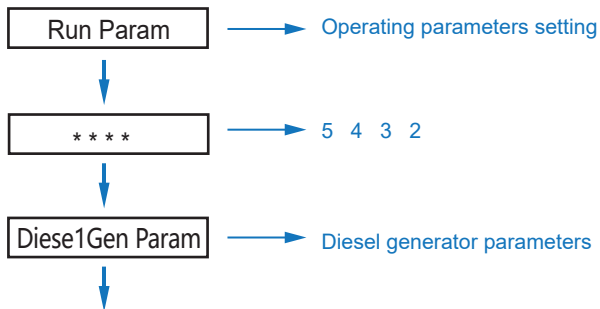 Run Param
Operating parameters setting
* * * *
5 4 3 2
Diese1Gen Param
Diesel generator parameters